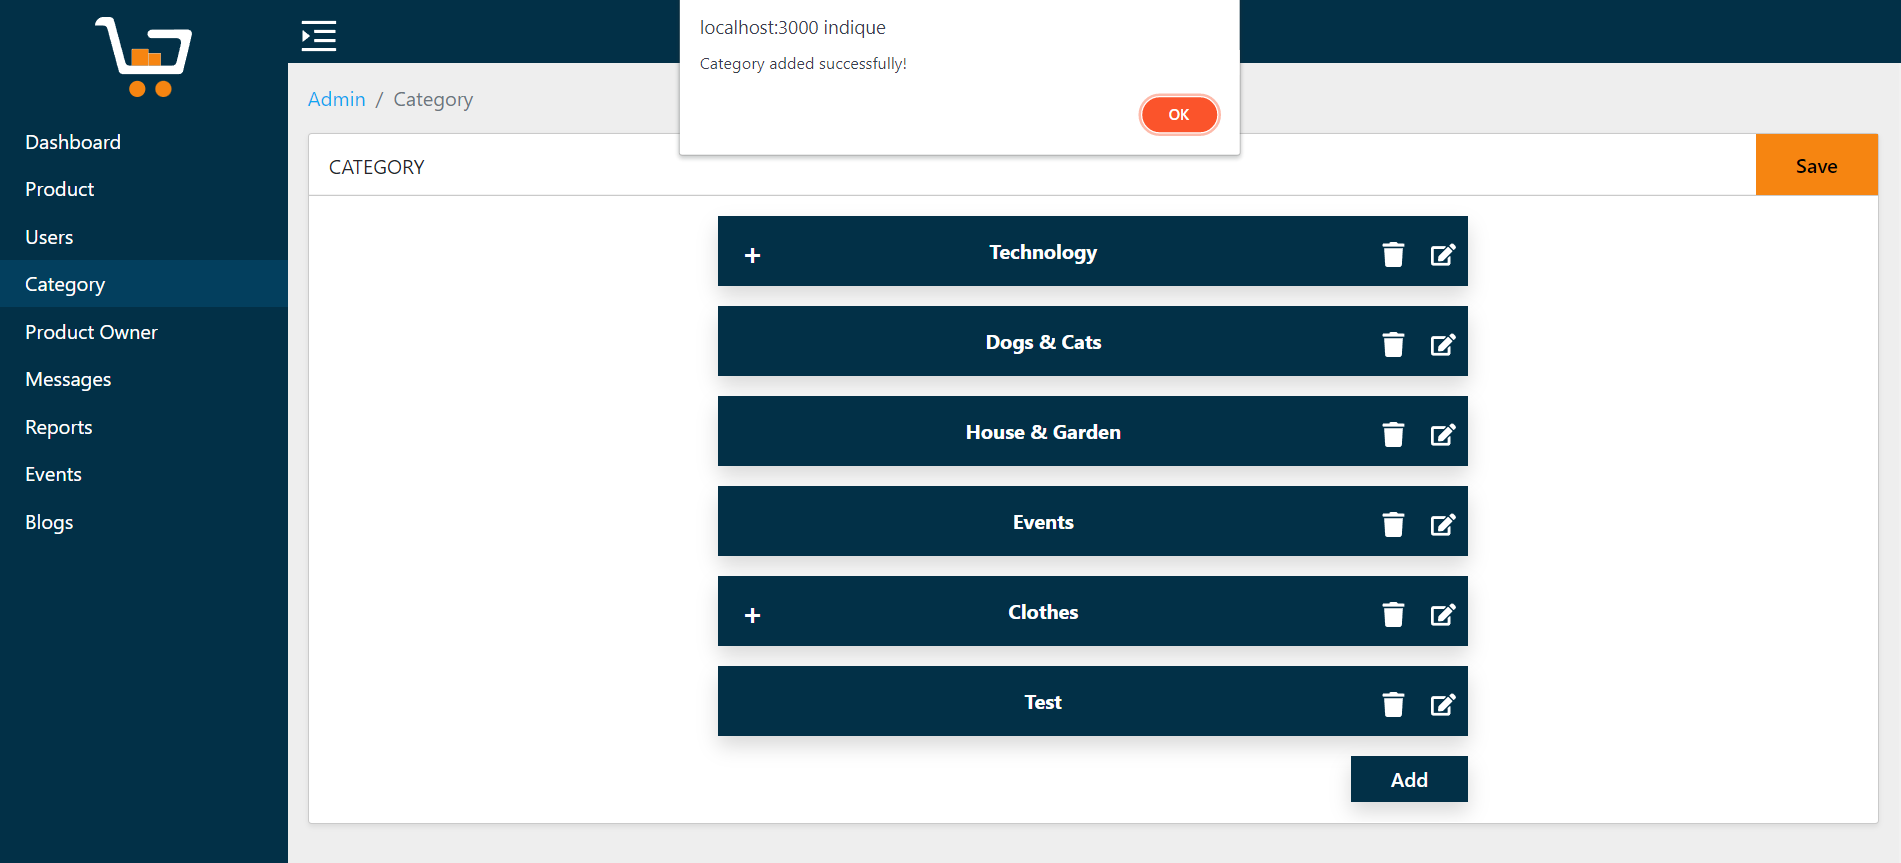 localhost:3000 indique
Category added successfully!
OK
Dashboard
Product
Users
Category
Product Owner
Messages
Reports
Events
Blogs
Admin / Category
CATEGORY
Save
+ Technology
Dogs & Cats
House & Garden
Events
+ Clothes
Test
Add